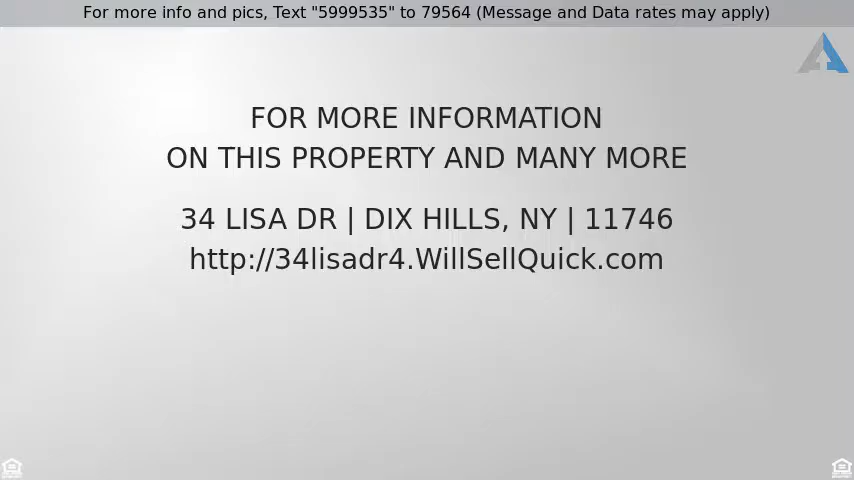 For more info and pics, Text "5999535" to 79564 (Message and Data rates may apply)
FOR MORE INFORMATION
ON THIS PROPERTY AND MANY MORE
34 LISA DR | DIX HILLS, NY | 11746
http://34lisadr4.WillSellQuick.com